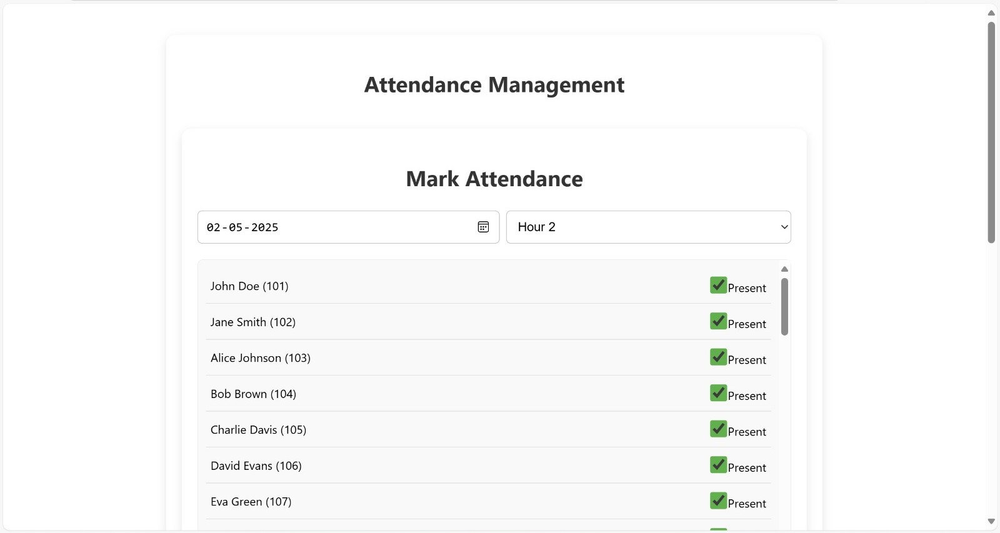 Attendance Management
Mark Attendance
02-05-2025 Hour 2
John Doe (101) Present
Jane Smith (102) Present
Alice Johnson (103) Present
Bob Brown (104) Present
Charlie Davis (105) Present
David Evans (106) Present
Eva Green (107) Present